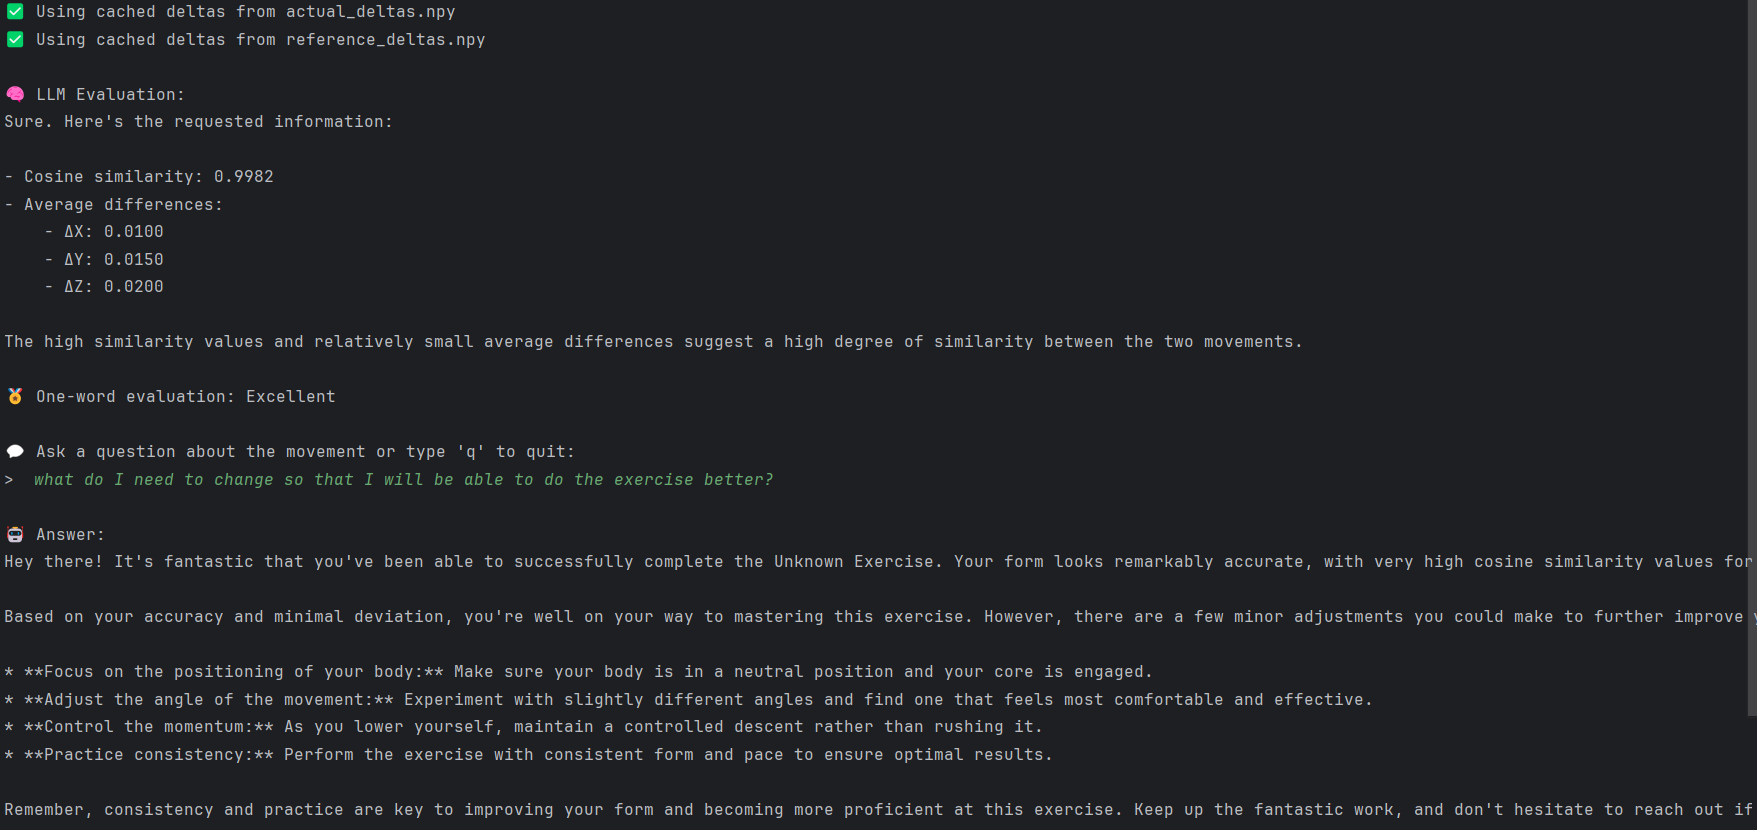 ✅ Using cached deltas from actual_deltas.npy
✅ Using cached deltas from reference_deltas.npy
🧠 LLM Evaluation:
Sure. Here's the requested information:
- Cosine similarity: 0.9982
- Average differences:
- ΔX: 0.0100
- ΔY: 0.0150
- ΔZ: 0.0200
The high similarity values and relatively small average differences suggest a high degree of similarity between the two movements.
🏅 One-word evaluation: Excellent
💬 Ask a question about the movement or type 'q' to quit:
> what do I need to change so that I will be able to do the exercise better?
🤖 Answer:
Hey there! It's fantastic that you've been able to successfully complete the Unknown Exercise. Your form looks remarkably accurate, with very high cosine similarity values for
Based on your accuracy and minimal deviation, you're well on your way to mastering this exercise. However, there are a few minor adjustments you could make to further improve
* **Focus on the positioning of your body:** Make sure your body is in a neutral position and your core is engaged.
* **Adjust the angle of the movement:** Experiment with slightly different angles and find one that feels most comfortable and effective.
* **Control the momentum:** As you lower yourself, maintain a controlled descent rather than rushing it.
* **Practice consistency:** Perform the exercise with consistent form and pace to ensure optimal results.
Remember, consistency and practice are key to improving your form and becoming more proficient at this exercise. Keep up the fantastic work, and don't hesitate to reach out if